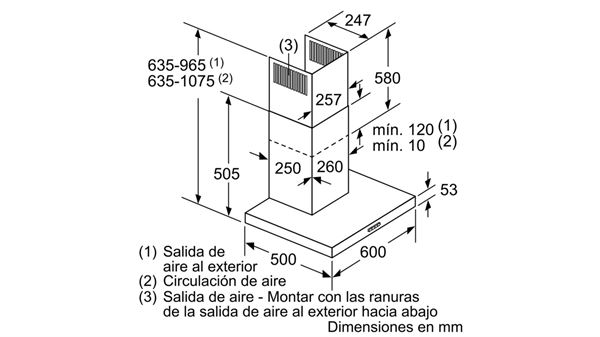 247
(3)
635-965 (1)
635-1075 (2)
580
257
mín. 120 (1)
mín. 10 (2)
250
260
505
53
500
600
(1) Salida de
aire al exterior
(2) Circulación de aire
(3) Salida de aire - Montar con las ranuras
de la salida de aire al exterior hacia abajo
Dimensiones en mm